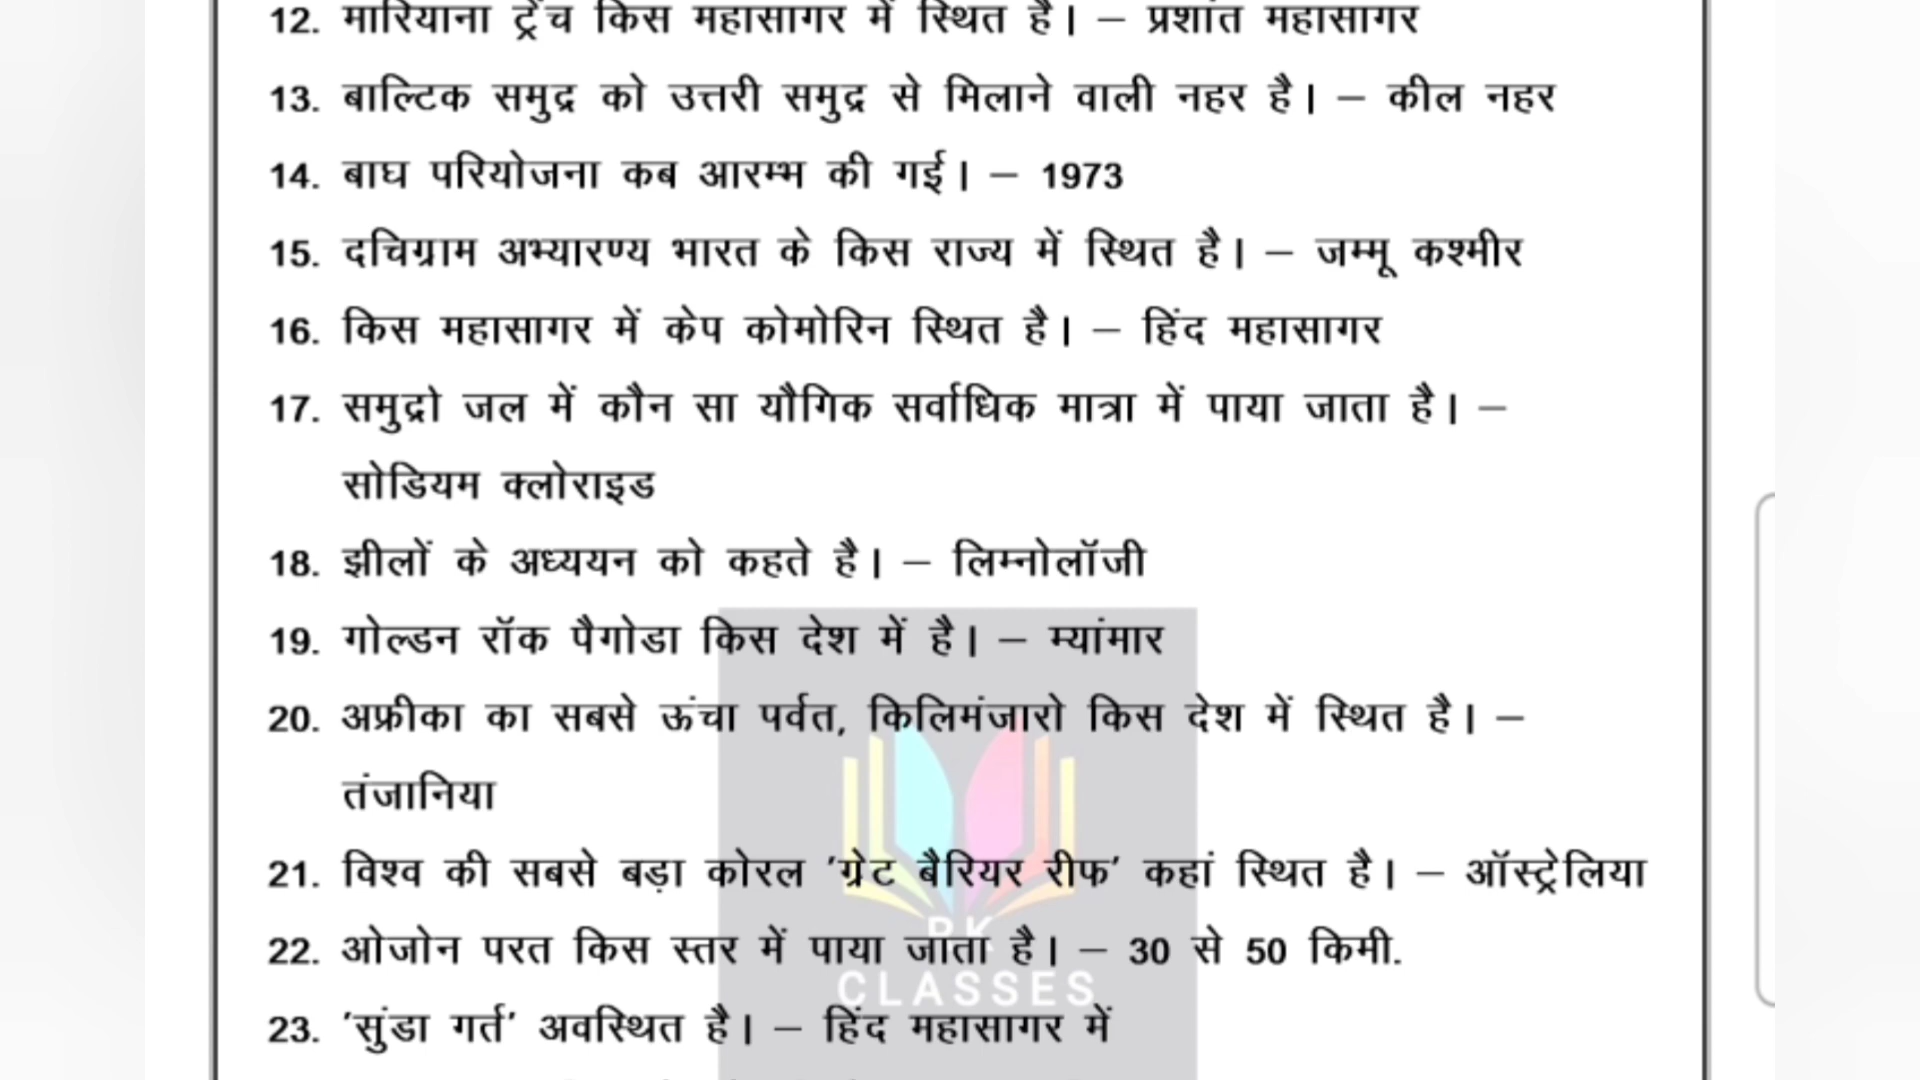 12. मारियाना ट्रेंच किस महासागर में स्थित है। – प्रशांत महासागर
13. बाल्टिक समुद्र को उत्तरी समुद्र से मिलाने वाली नहर है। – कील नहर
14. बाघ परियोजना कब आरम्भ की गई। – 1973
15. दचिग्राम अभ्यारण्य भारत के किस राज्य में स्थित है। – जम्मू कश्मीर
16. किस महासागर में केप कोमोरिन स्थित है। – हिंद महासागर
17. समुद्रो जल में कौन सा यौगिक सर्वाधिक मात्रा में पाया जाता है। –
सोडियम क्लोराइड
18. झीलों के अध्ययन को कहते है। – लिम्नोलॉजी
19. गोल्डन रॉक पैगोडा किस देश में है। – म्यांमार
20. अफ्रीका का सबसे ऊंचा पर्वत, किलिमंजारो किस देश में स्थित है। –
तंजानिया
21. विश्व की सबसे बड़ा कोरल ’ग्रेट बैरियर रीफ’ कहां स्थित है। – ऑस्ट्रेलिया
22. ओजोन परत किस स्तर में पाया जाता है। – 30 से 50 किमी.
CLASSES
23. ’सुंडा गर्त’ अवस्थित है। – हिंद महासागर में